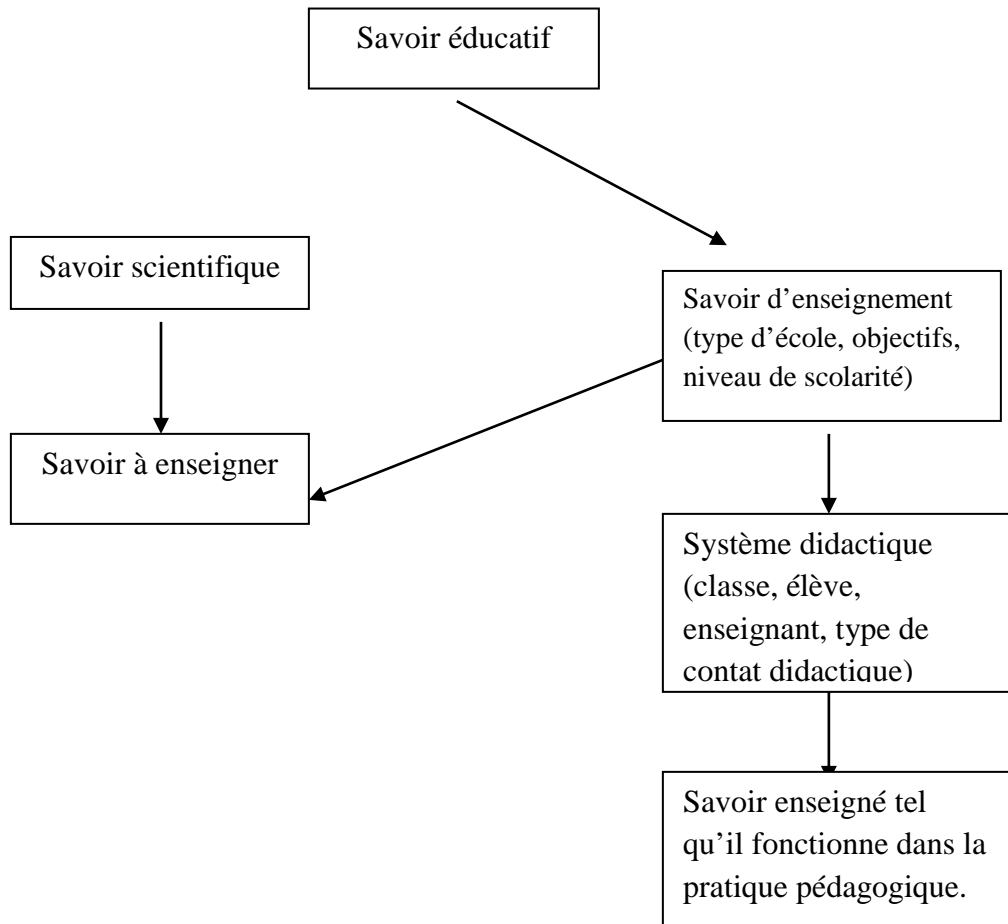 Savoir éducatif
Savoir scientifique
Savoir d’enseignement
(type d’école, objectifs,
niveau de scolarité)
Savoir à enseigner
Système didactique
(classe, élève,
enseignant, type de
contat didactique)
Savoir enseigné tel
qu’il fonctionne dans la
pratique pédagogique.